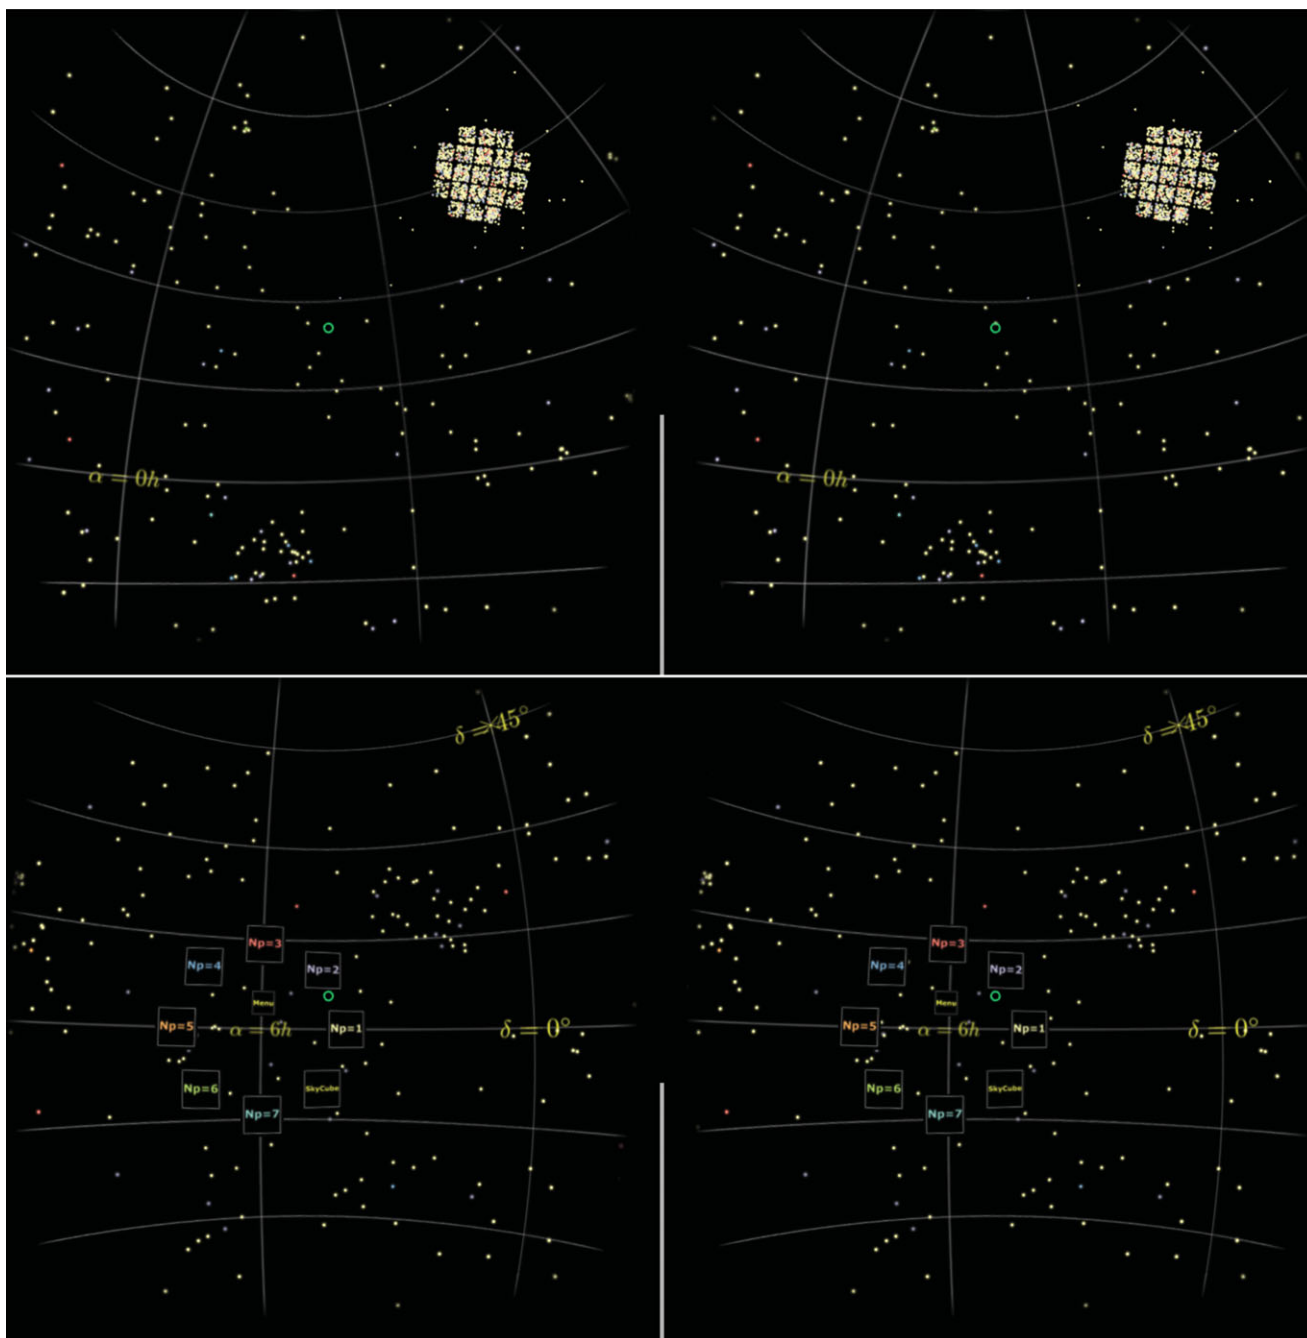 α = 0h
α = 0h
δ = 45°
δ = 45°
Np=3
Np=4
Np=2
Menu
Np=5
α = 6h
Np=1
δ = 0°
Np=6
SkyCube
Np=7
Np=3
Np=4
Np=2
Menu
Np=5
α = 6h
Np=1
δ = 0°
Np=6
SkyCube
Np=7